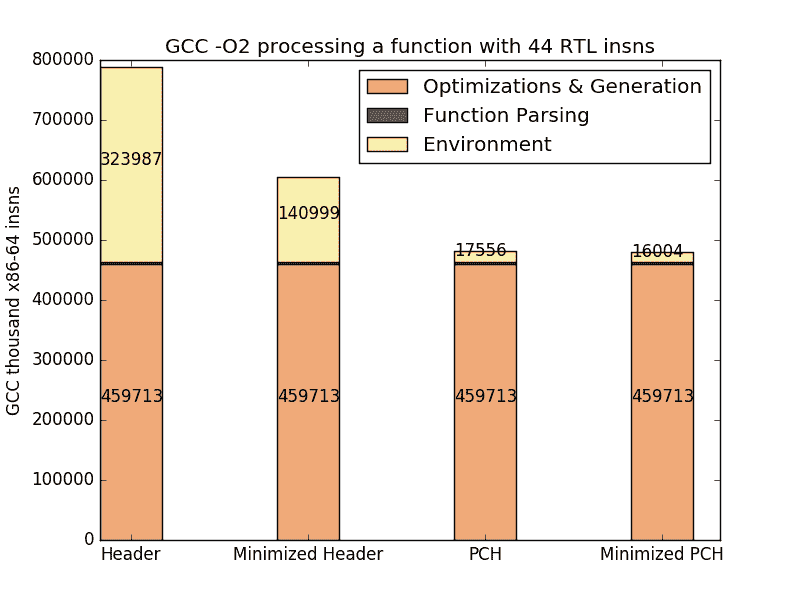 GCC -O2 processing a function with 44 RTL insns
GCC thousand x86-64 insns
800000
700000
600000
500000
400000
300000
200000
100000
0
Optimizations & Generation
Function Parsing
Environment
323987
140999
17556
16004
459713
459713
459713
459713
Header
Minimized Header
PCH
Minimized PCH